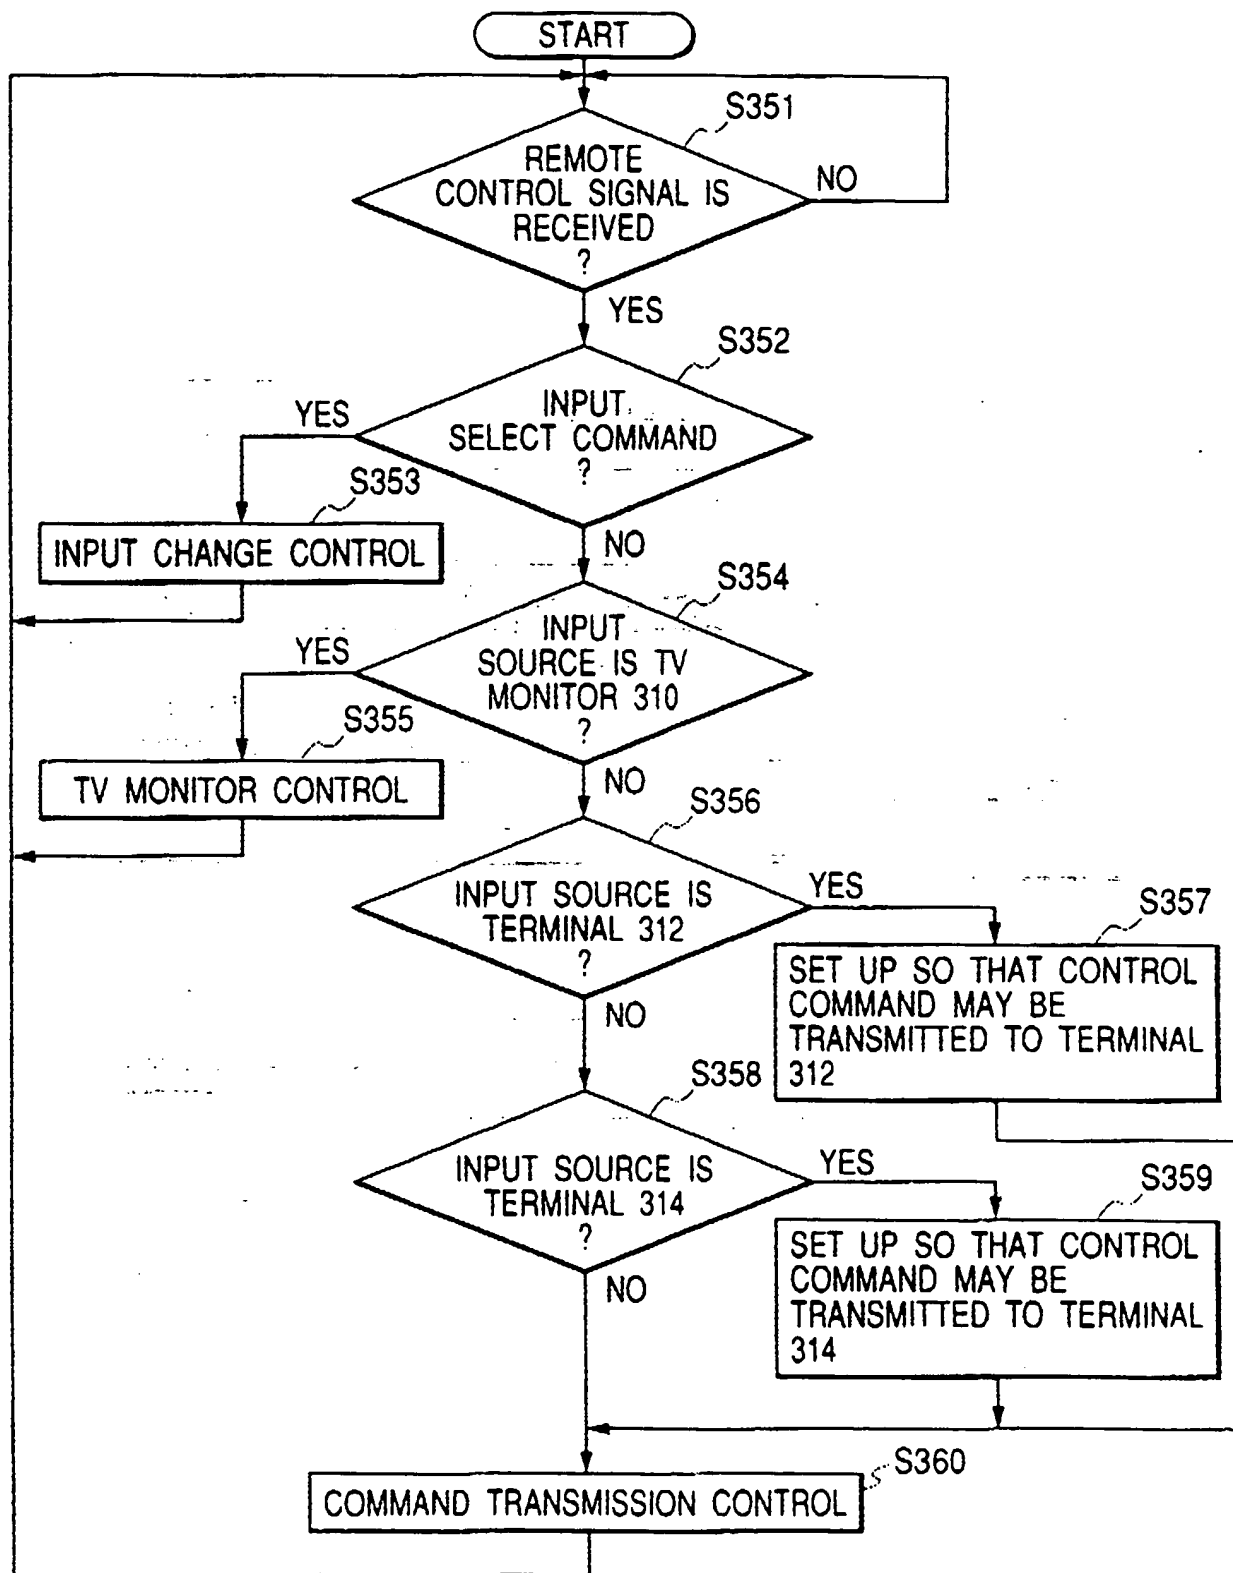 START
S351
REMOTE
CONTROL SIGNAL IS
RECEIVED
?
NO
YES
S352
INPUT
SELECT COMMAND
?
YES
S353
INPUT CHANGE CONTROL
NO
S354
INPUT
SOURCE IS TV
MONITOR 310
?
YES
S355
TV MONITOR CONTROL
NO
S356
INPUT SOURCE IS
TERMINAL 312
?
YES
S357
SET UP SO THAT CONTROL
COMMAND MAY BE
TRANSMITTED TO TERMINAL
312
NO
S358
INPUT SOURCE IS
TERMINAL 314
?
YES
S359
SET UP SO THAT CONTROL
COMMAND MAY BE
TRANSMITTED TO TERMINAL
314
NO
S360
COMMAND TRANSMISSION CONTROL